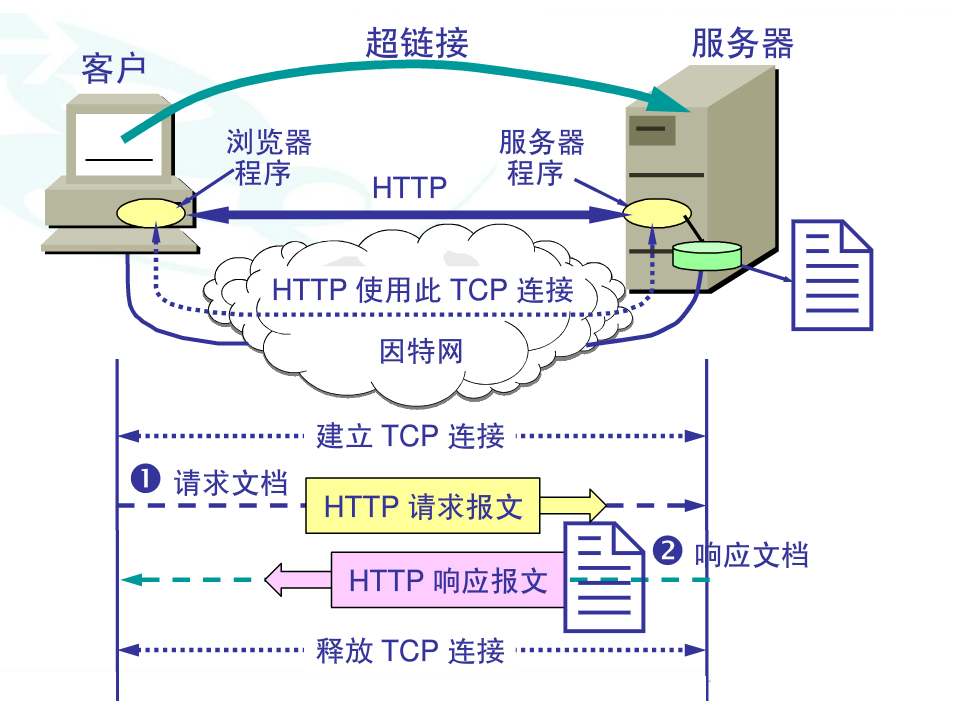 超链接
服务器
客户
浏览器
程序
服务器
程序
HTTP
HTTP 使用此 TCP 连接
因特网
建立 TCP 连接
❶ 请求文档
HTTP 请求报文
❷ 响应文档
HTTP 响应报文
释放 TCP 连接